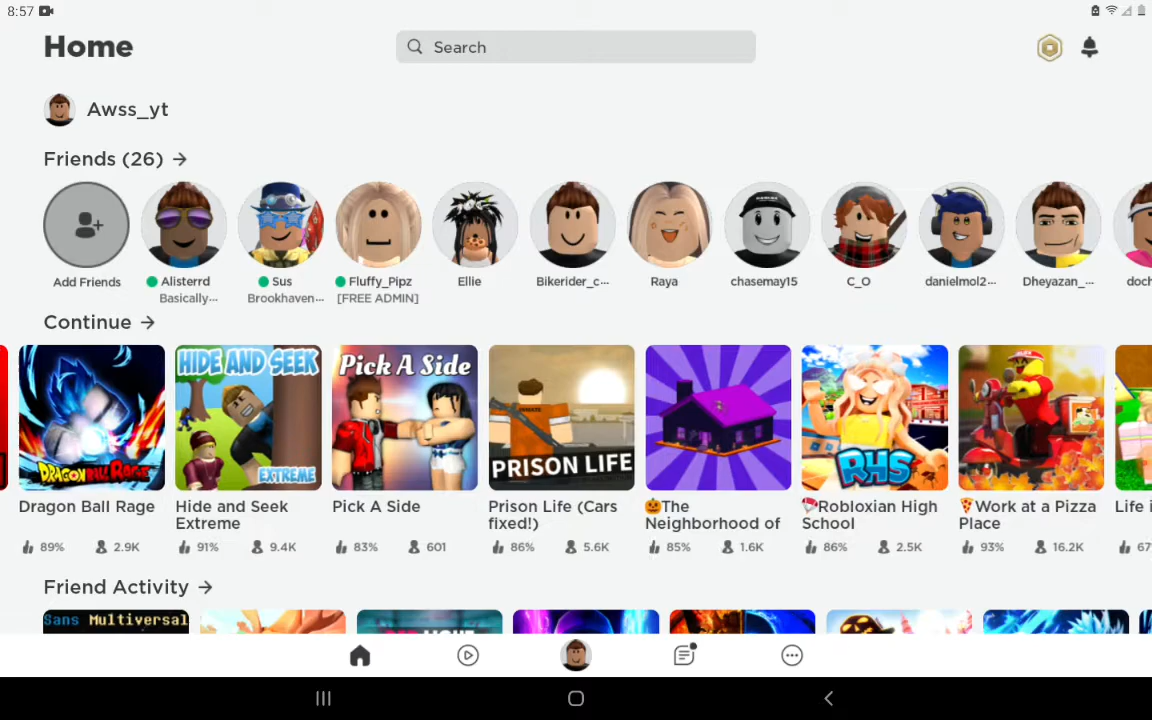 8:57
Home
Search
Awss_yt
Friends (26) →
Add Friends
Alisterrd
Basically...
Sus
Brookhaven...
Fluffy_Pipz
[FREE ADMIN]
Ellie
Bikerider_c...
Raya
chasemay15
C_O
danielmol2...
Dheyazan_...
doch
Continue →
DRAGON BALL RAGE
HIDE AND SEEK
EXTREME
Pick A Side
PRISON LIFE
RHS
Dragon Ball Rage
Hide and Seek
Extreme
Pick A Side
Prison Life (Cars
fixed!)
🎃The
Neighborhood of
Robloxian High
School
🍕Work at a Pizza
Place
Life i
89% 2.9K
91% 9.4K
83% 601
86% 5.6K
85% 1.6K
86% 2.5K
93% 16.2K
67
Friend Activity →
Sans Multiversal